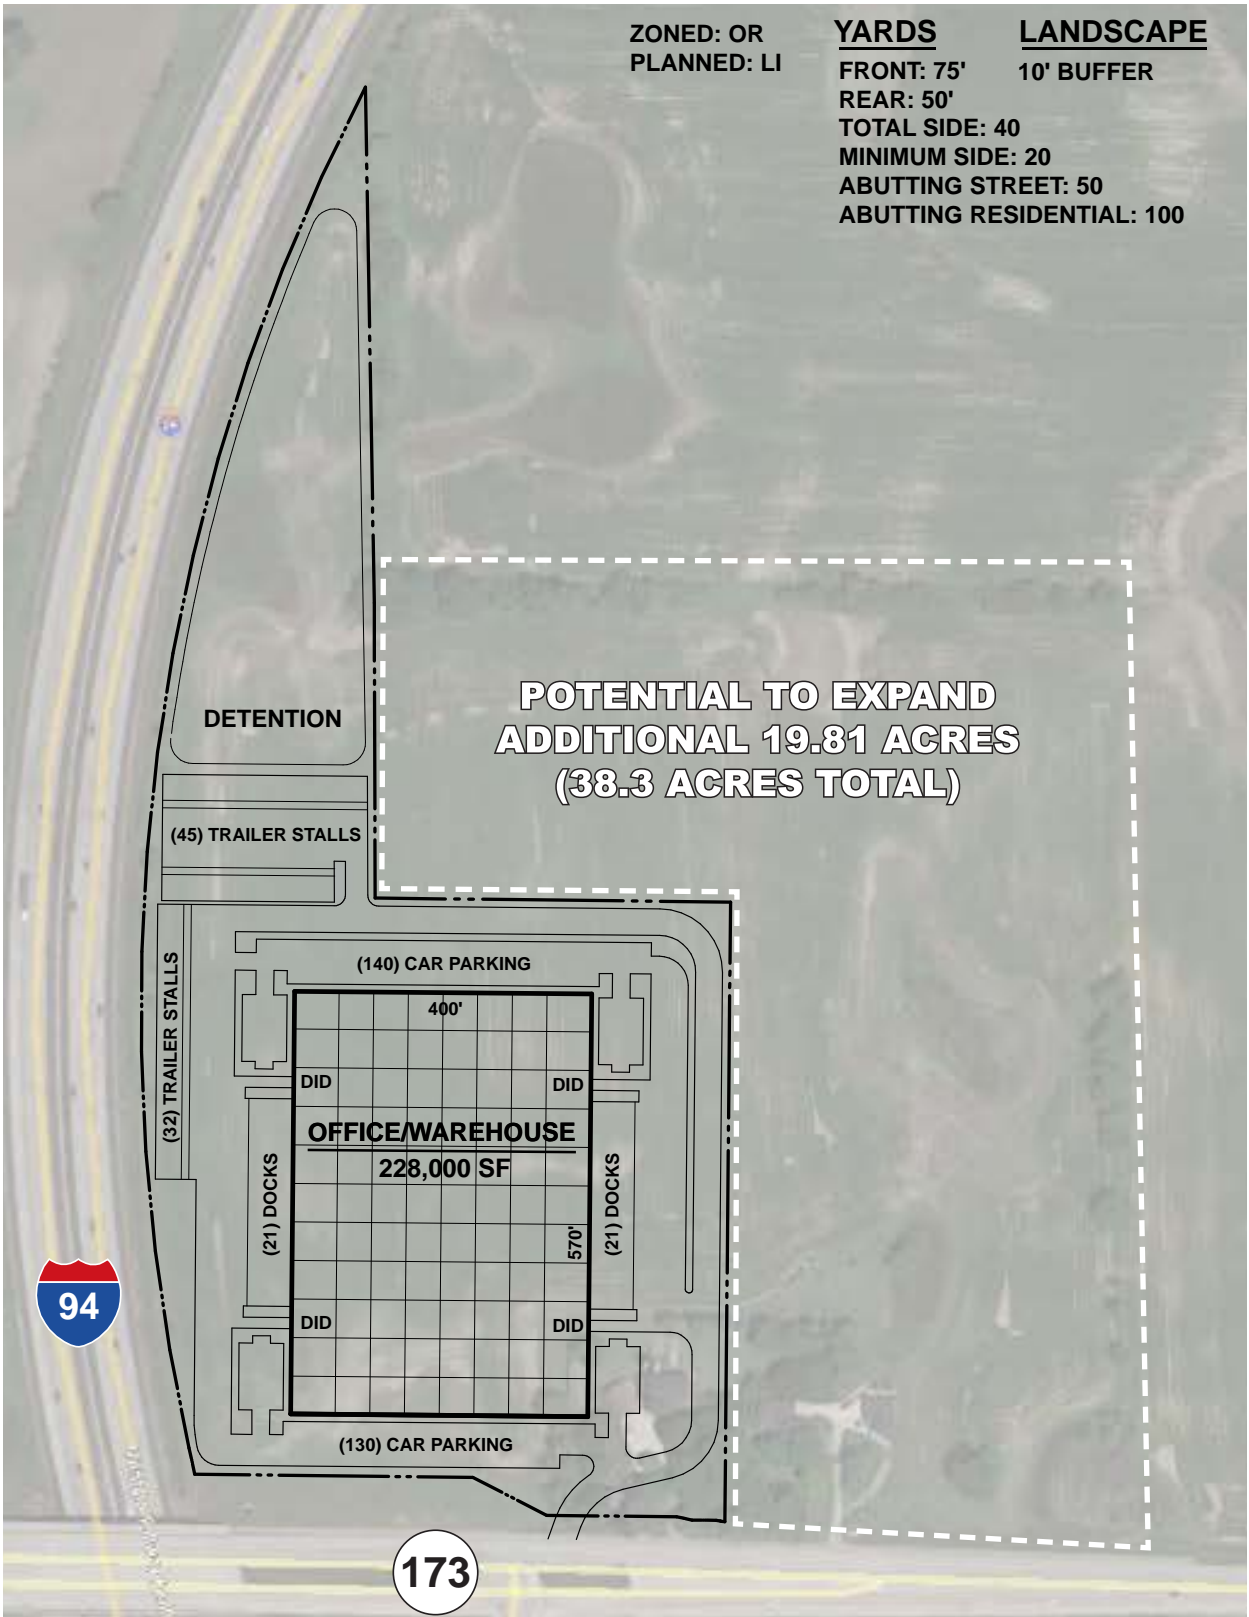 ZONED: OR
PLANNED: LI
YARDS
FRONT: 75'
REAR: 50'
TOTAL SIDE: 40
MINIMUM SIDE: 20
ABUTTING STREET: 50
ABUTTING RESIDENTIAL: 100
LANDSCAPE
10' BUFFER
POTENTIAL TO EXPAND
ADDITIONAL 19.81 ACRES
(38.3 ACRES TOTAL)
DETENTION
(45) TRAILER STALLS
(32) TRAILER STALLS
(140) CAR PARKING
400'
DID
DID
OFFICE/WAREHOUSE
228,000 SF
(21) DOCKS
570'
(21) DOCKS
DID
DID
(130) CAR PARKING
94
173